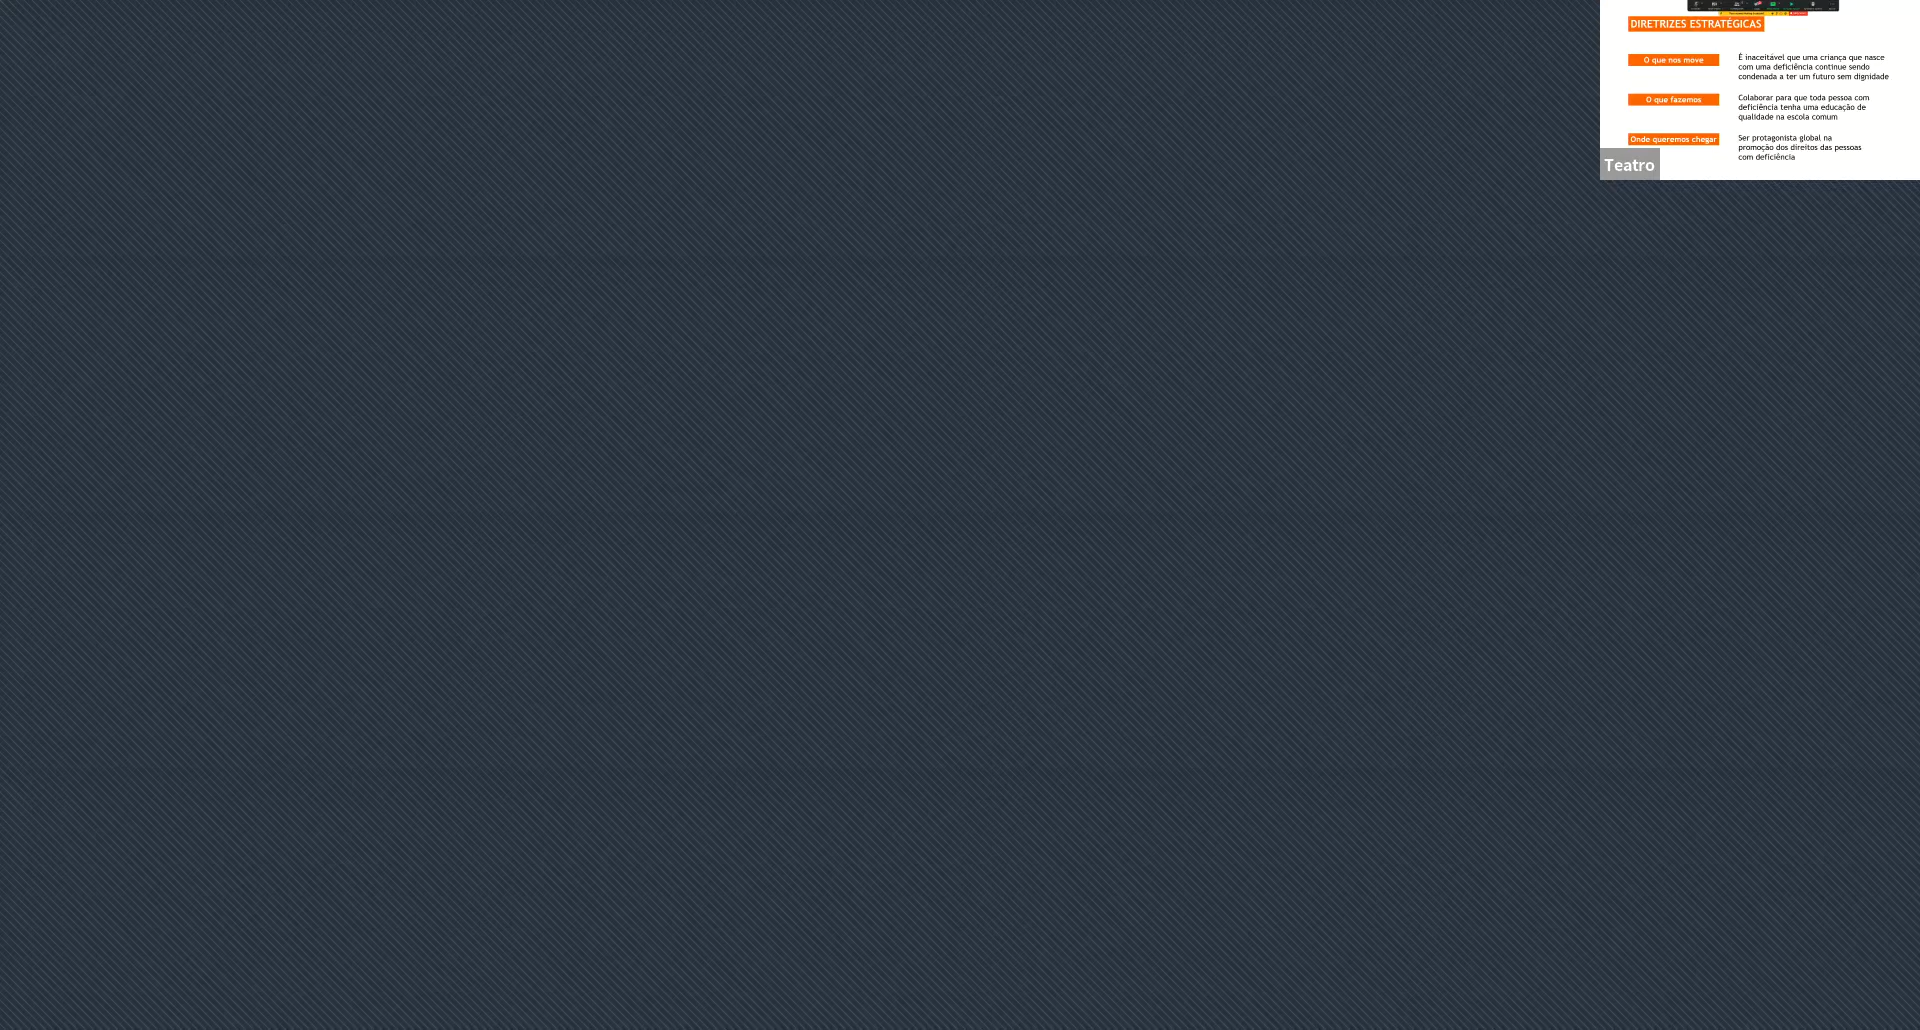 DIRETRIZES ESTRATÉGICAS
O que nos move
É inaceitável que uma criança que nasce
com uma deficiência continue sendo
condenada a ter um futuro sem dignidade
O que fazemos
Colaborar para que toda pessoa com
deficiência tenha uma educação de
qualidade na escola comum
Onde queremos chegar
Ser protagonista global na
promoção dos direitos das pessoas
com deficiência
Teatro